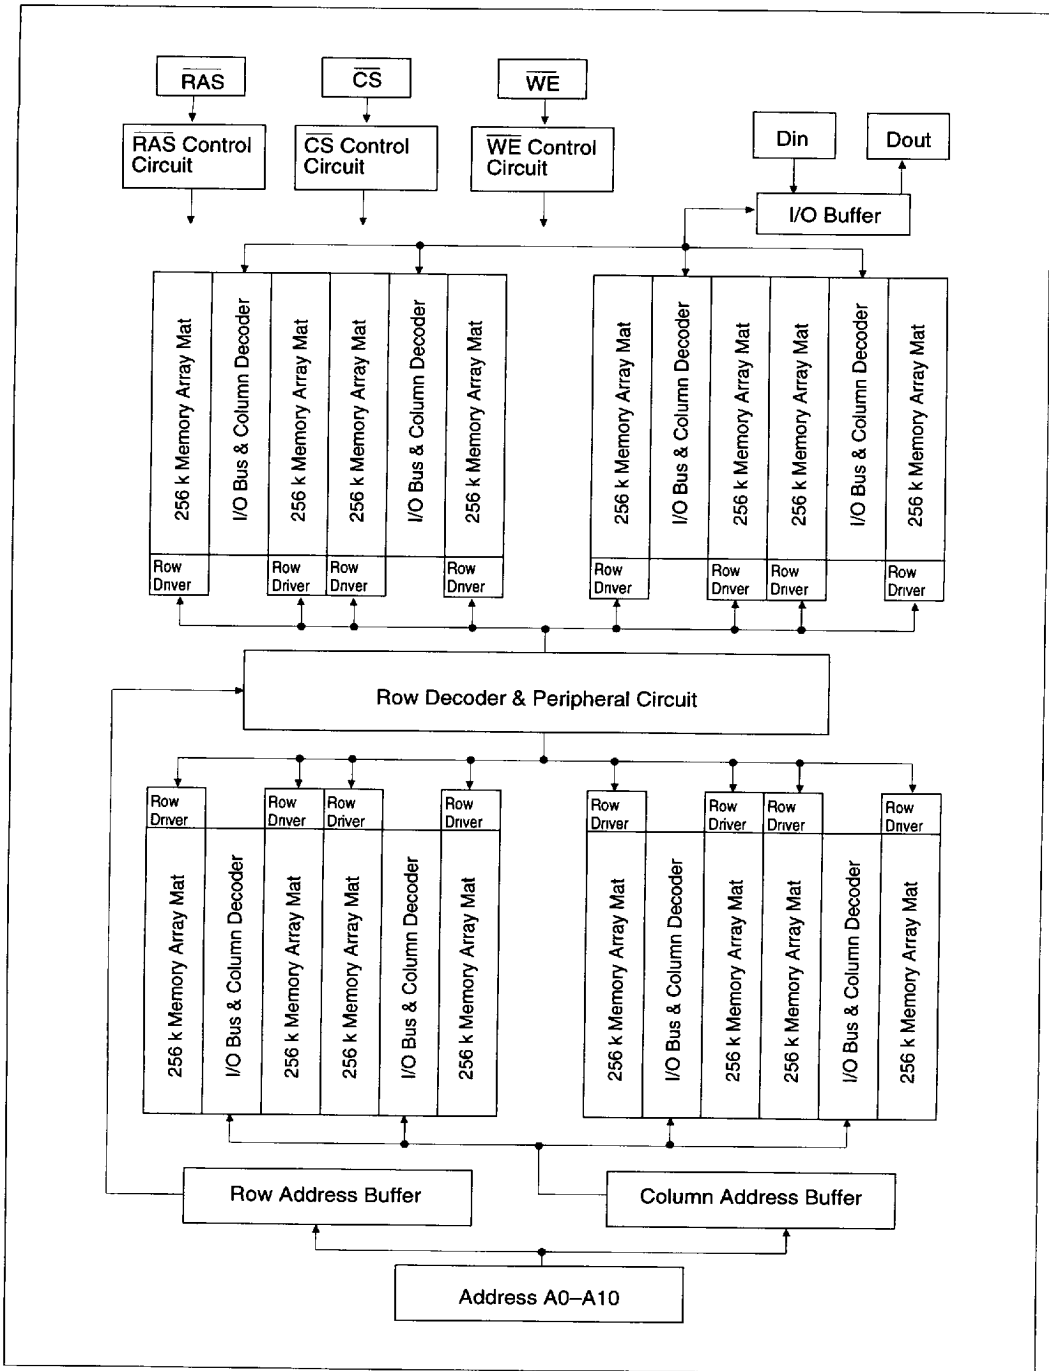 R̅A̅S̅
C̅S̅
W̅E̅
R̅A̅S̅ Control
Circuit
C̅S̅ Control
Circuit
W̅E̅ Control
Circuit
Din
Dout
I/O Buffer
256 k Memory Array Mat
I/O Bus & Column Decoder
256 k Memory Array Mat
256 k Memory Array Mat
I/O Bus & Column Decoder
256 k Memory Array Mat
256 k Memory Array Mat
I/O Bus & Column Decoder
256 k Memory Array Mat
256 k Memory Array Mat
I/O Bus & Column Decoder
256 k Memory Array Mat
Row
Driver
Row
Driver
Row
Driver
Row
Driver
Row
Driver
Row
Driver
Row
Driver
Row
Driver
Row Decoder & Peripheral Circuit
Row
Driver
Row
Driver
Row
Driver
Row
Driver
Row
Driver
Row
Driver
Row
Driver
Row
Driver
256 k Memory Array Mat
I/O Bus & Column Decoder
256 k Memory Array Mat
256 k Memory Array Mat
I/O Bus & Column Decoder
256 k Memory Array Mat
256 k Memory Array Mat
I/O Bus & Column Decoder
256 k Memory Array Mat
256 k Memory Array Mat
I/O Bus & Column Decoder
256 k Memory Array Mat
Row Address Buffer
Column Address Buffer
Address A0–A10